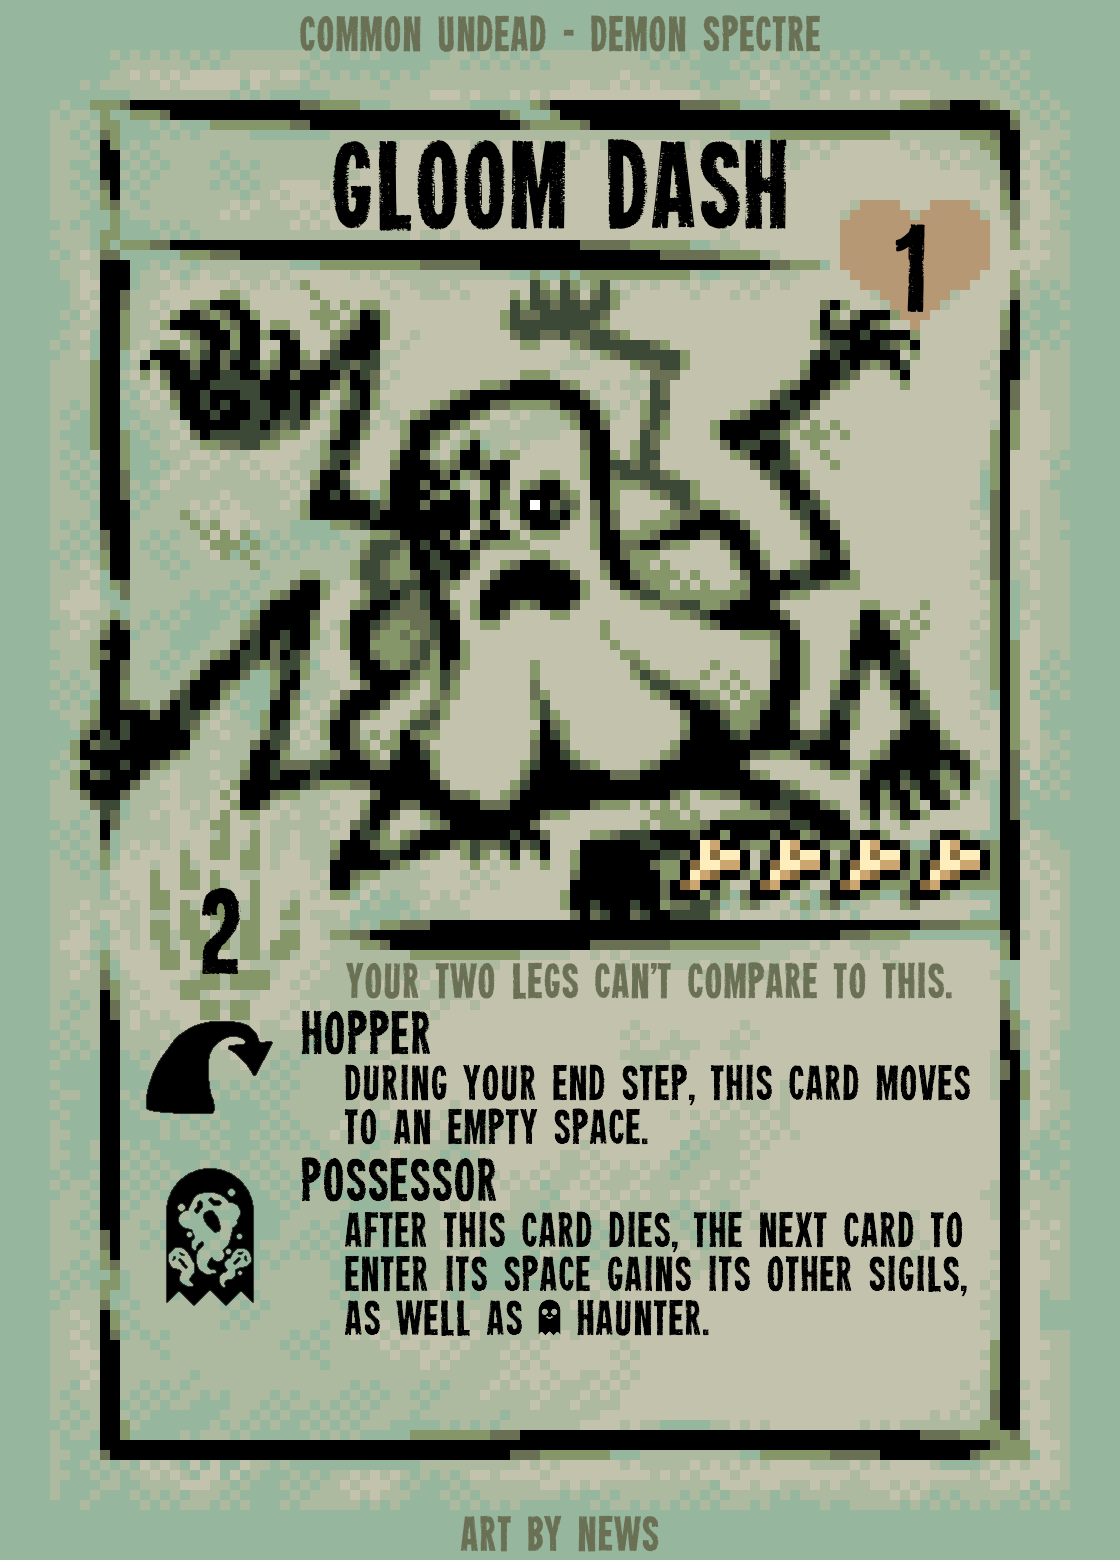 COMMON UNDEAD - DEMON SPECTRE
GLOOM DASH
1
2
YOUR TWO LEGS CAN'T COMPARE TO THIS.
HOPPER
DURING YOUR END STEP, THIS CARD MOVES
TO AN EMPTY SPACE.
POSSESSOR
AFTER THIS CARD DIES, THE NEXT CARD TO
ENTER ITS SPACE GAINS ITS OTHER SIGILS,
AS WELL AS HAUNTER.
ART BY NEWS